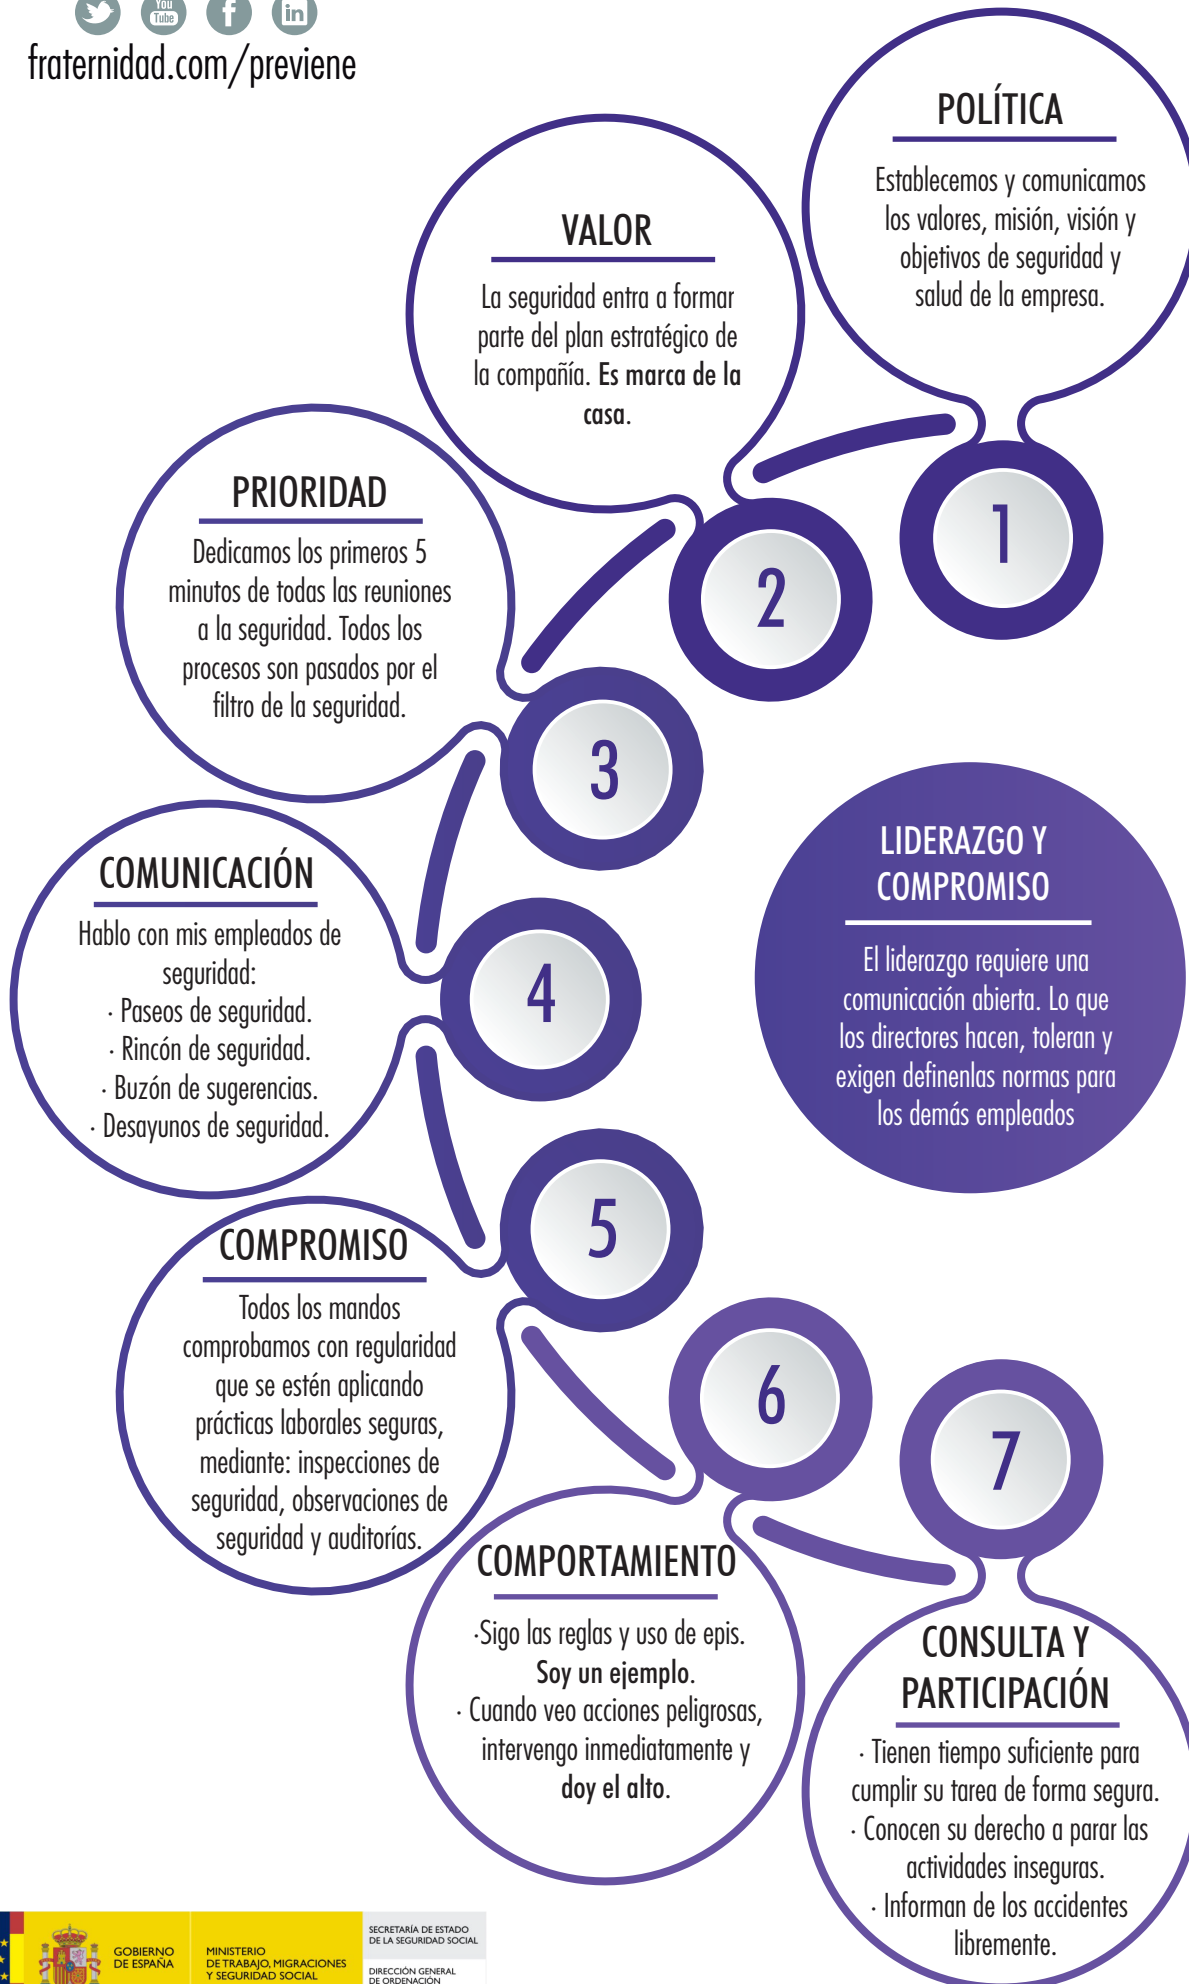 You
Tube
fraternidad.com/previene
POLÍTICA
Establecemos y comunicamos
los valores, misión, visión y
objetivos de seguridad y
salud de la empresa.
1
VALOR
La seguridad entra a formar
parte del plan estratégico de
la compañía. Es marca de la
casa.
2
PRIORIDAD
Dedicamos los primeros 5
minutos de todas las reuniones
a la seguridad. Todos los
procesos son pasados por el
filtro de la seguridad.
3
COMUNICACIÓN
Hablo con mis empleados de
seguridad:
· Paseos de seguridad.
· Rincón de seguridad.
· Buzón de sugerencias.
· Desayunos de seguridad.
4
LIDERAZGO Y
COMPROMISO
El liderazgo requiere una
comunicación abierta. Lo que
los directores hacen, toleran y
exigen definenlas normas para
los demás empleados
COMPROMISO
Todos los mandos
comprobamos con regularidad
que se estén aplicando
prácticas laborales seguras,
mediante: inspecciones de
seguridad, observaciones de
seguridad y auditorías.
5
6
COMPORTAMIENTO
·Sigo las reglas y uso de epis.
Soy un ejemplo.
· Cuando veo acciones peligrosas,
intervengo inmediatamente y
doy el alto.
7
CONSULTA Y
PARTICIPACIÓN
· Tienen tiempo suficiente para
cumplir su tarea de forma segura.
· Conocen su derecho a parar las
actividades inseguras.
· Informan de los accidentes
libremente.
GOBIERNO
DE ESPAÑA
MINISTERIO
DE TRABAJO, MIGRACIONES
Y SEGURIDAD SOCIAL
SECRETARÍA DE ESTADO
DE LA SEGURIDAD SOCIAL
DIRECCIÓN GENERAL
DE ORDENACIÓN